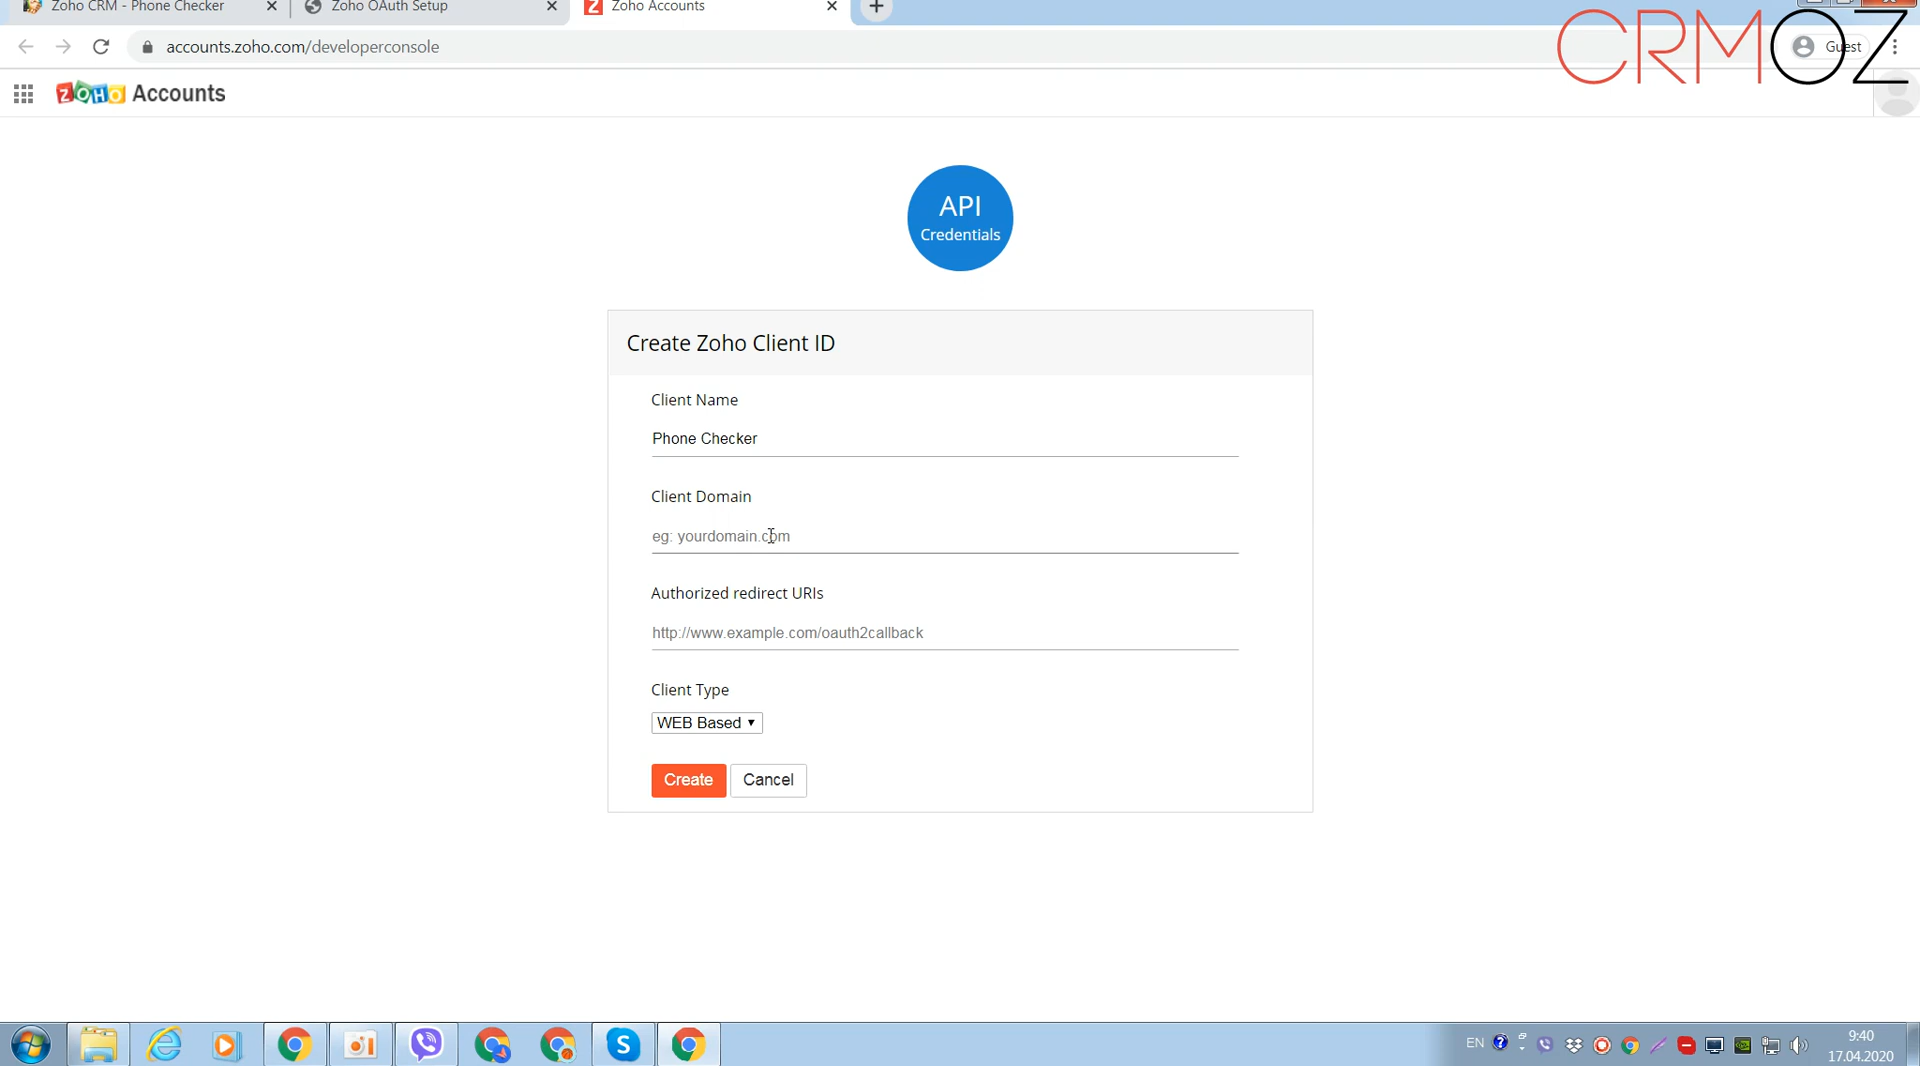 Zoho CRM - Phone Checker
Zoho OAuth Setup
Z Zoho Accounts
accounts.zoho.com/developerconsole
Guest
CRMOZ
ZOHO Accounts
API
Credentials
Create Zoho Client ID
Client Name
Phone Checker
Client Domain
eg: yourdomain.com
Authorized redirect URIs
http://www.example.com/oauth2callback
Client Type
WEB Based
Create Cancel
EN
9:40
17.04.2020